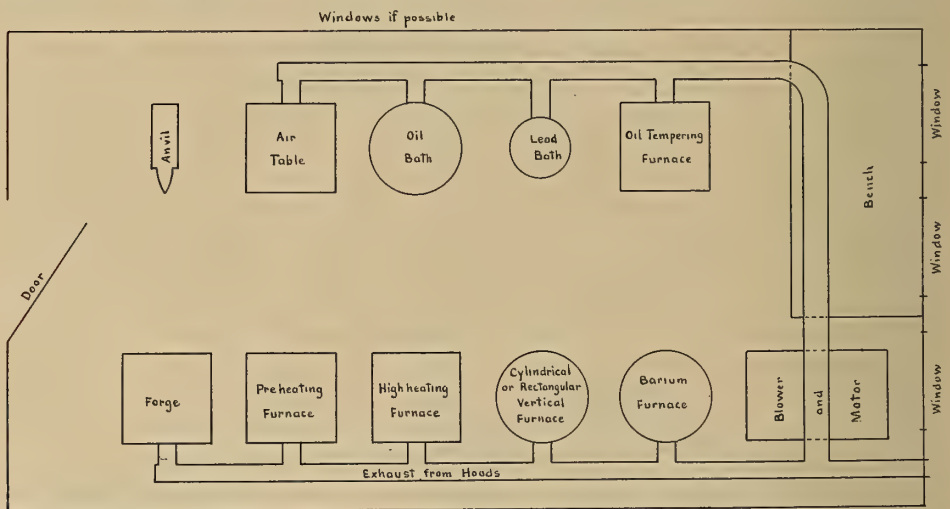 Windows if possible
Anvil
Air
Table
Oil
Bath
Lead
Bath
Oil Tempering
Furnace
Bench
Window
Window
Window
Door
Forge
Preheating
Furnace
High heating
Furnace
Cylindrical
or Rectangular
Vertical
Furnace
Barium
Furnace
Blower
and
Motor
Exhaust from Hoods